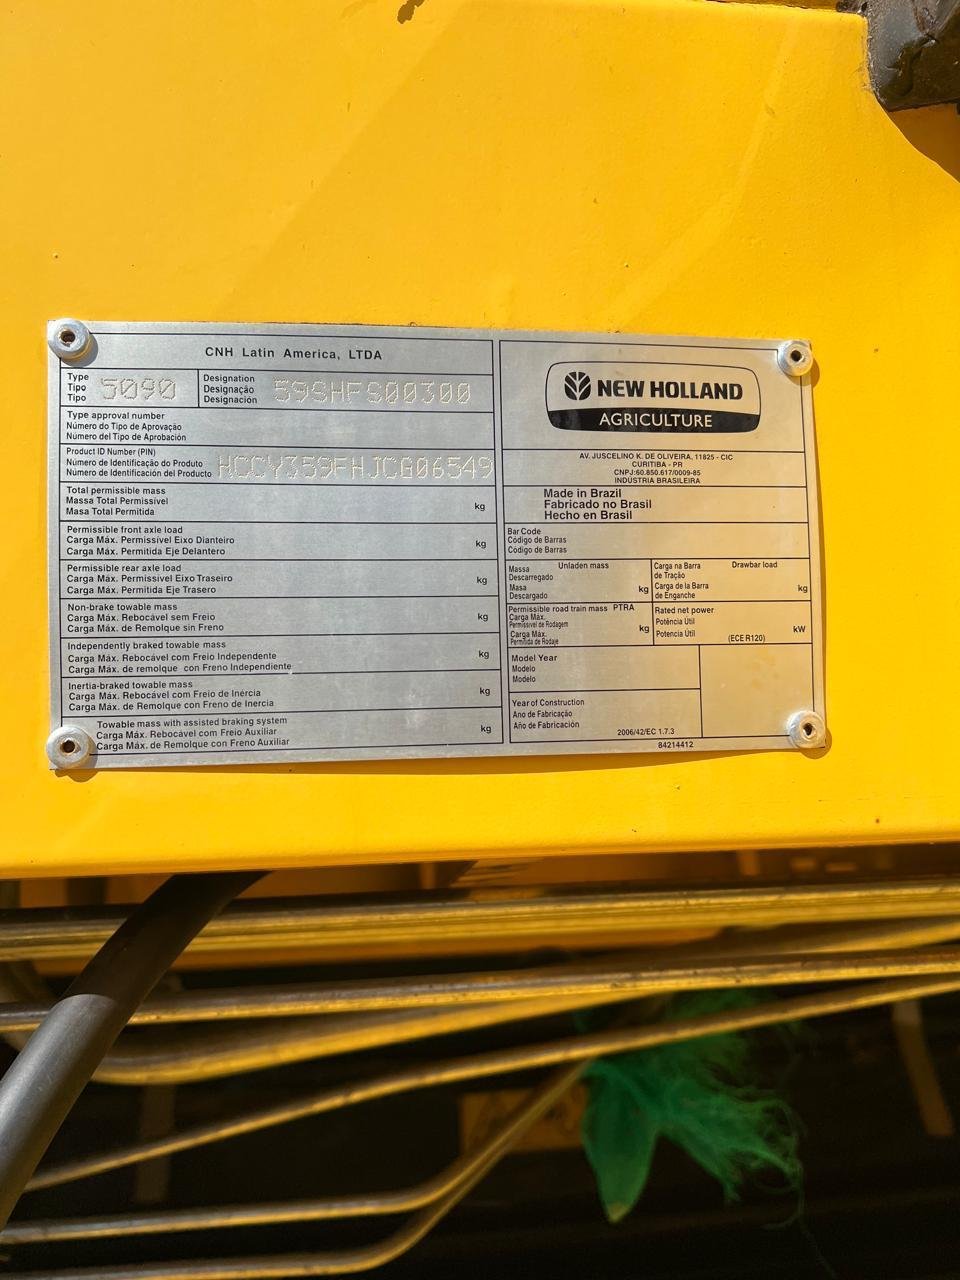 CNH Latin America, LTDA
Type
Tipo
Tipo
5090
Designation
Designação
Designación
59SHFS00300
Type approval number
Número do Tipo de Aprovação
Número del Tipo de Aprobación
Product ID Number (PIN)
Número de Identificação do Produto
Número de Identificación del Producto
HCCY359FHJCG06549
Total permissible mass
Massa Total Permissível
Masa Total Permitida
kg
Permissible front axle load
Carga Máx. Permissível Eixo Dianteiro
Carga Máx. Permitida Eje Delantero
kg
Permissible rear axle load
Carga Máx. Permissível Eixo Traseiro
Carga Máx. Permitida Eje Trasero
kg
Non-brake towable mass
Carga Máx. Rebocável sem Freio
Carga Máx. de Remolque sin Freno
kg
Independently braked towable mass
Carga Máx. Rebocável com Freio Independente
Carga Máx. de remolque con Freno Independiente
kg
Inertia-braked towable mass
Carga Máx. Rebocável com Freio de Inércia
Carga Máx. de Remolque con Freno de Inercia
kg
Towable mass with assisted braking system
Carga Máx. Rebocável com Freio Auxiliar
Carga Máx. de Remolque con Freno Auxiliar
kg
NEW HOLLAND
AGRICULTURE
AV. JUSCELINO K. DE OLIVEIRA, 11825 - CIC
CURITIBA - PR
CNPJ:60.850.617/0009-85
INDÚSTRIA BRASILEIRA
Made in Brazil
Fabricado no Brasil
Hecho en Brasil
Bar Code
Código de Barras
Código de Barras
Massa Unladen mass
Descarregado
Masa
Descargado
kg
Carga na Barra Drawbar load
de Tração
Carga de la Barra
de Enganche
kg
Permissible road train mass PTRA
Carga Máx.
Permissível de Rodagem
Carga Máx.
Permitida de Rodaje
kg
Rated net power
Potência Útil
Potencia Útil
kW
(ECE R120)
Model Year
Modelo
Modelo
Year of Construction
Ano de Fabricação
Año de Fabricación
2006/42/EC 1.7.3
84214412